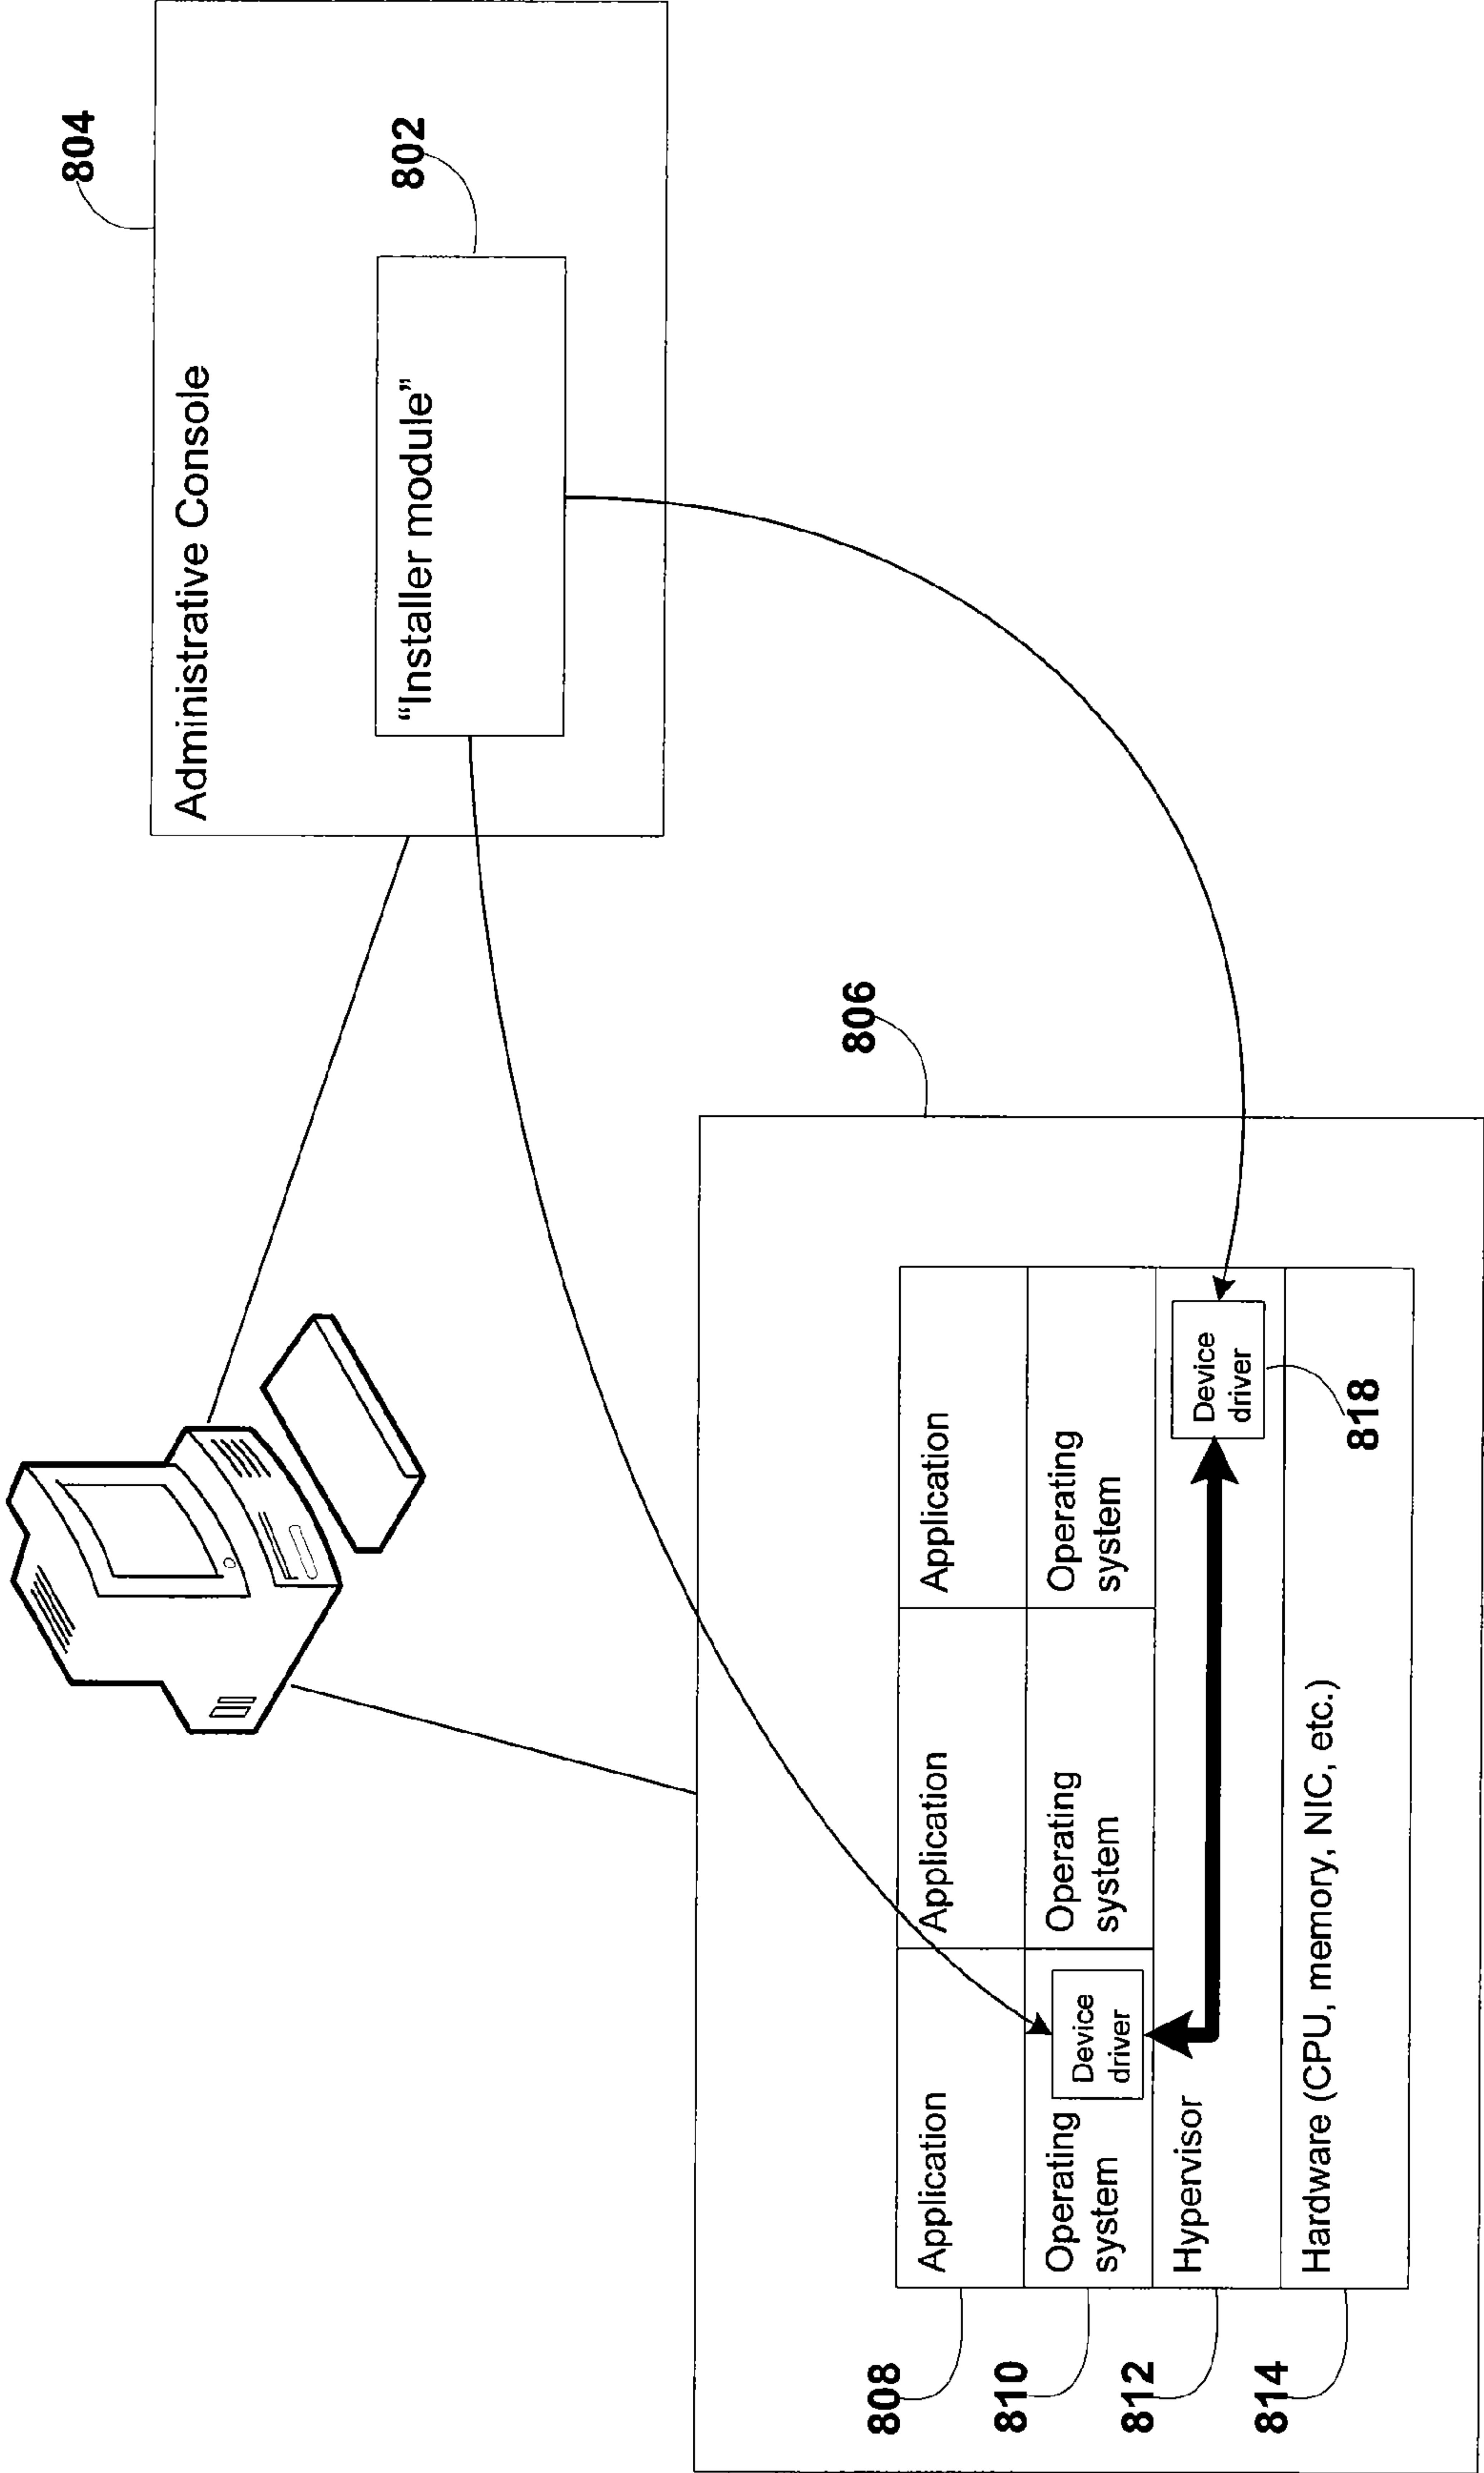 804
Administrative Console
802
“Installer module”
806
808
Application
Application
Application
810
Operating
system
Device
driver
Operating
system
Operating
system
812
Hypervisor
Device
driver
818
814
Hardware (CPU, memory, NIC, etc.)